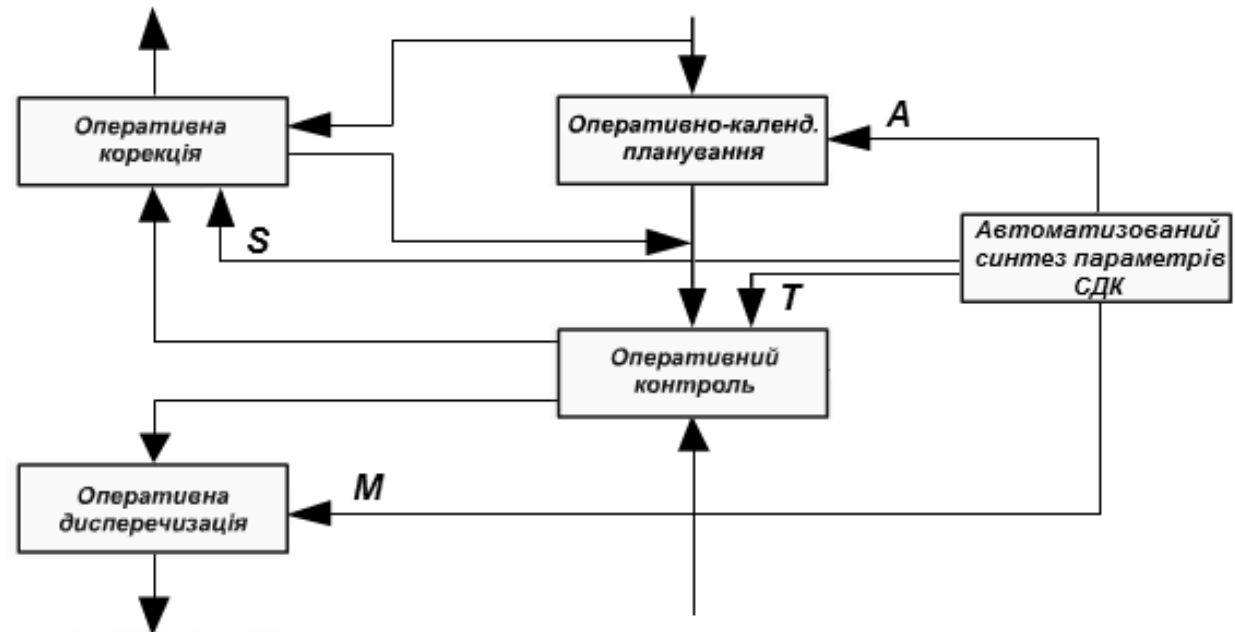 Оперативна
корекція
Оперативно-календ.
планування
A
S
Автоматизований
синтез параметрів
СДК
T
Оперативний
контроль
Оперативна
дисперечизація
M